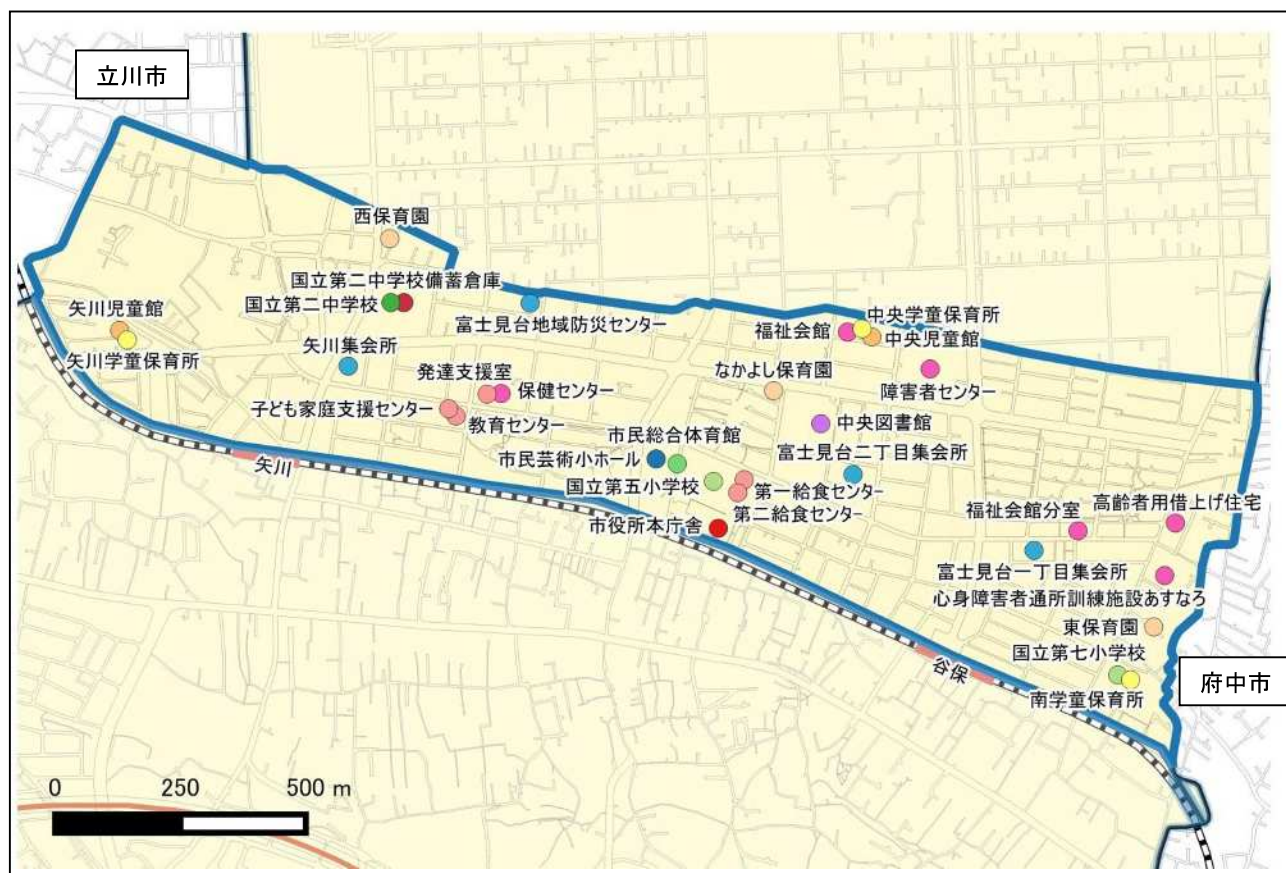 立川市
西保育園
国立第二中学校備蓄倉庫
国立第二中学校
矢川児童館
矢川学童保育所
富士見台地域防災センター
矢川集会所
中央学童保育所
福祉会館
中央児童館
発達支援室
保健センター
なかよし保育園
障害者センター
子ども家庭支援センター
教育センター
中央図書館
市民総合体育館
市民芸術小ホール
富士見台二丁目集会所
矢川
国立第五小学校
第一給食センター
第二給食センター
市役所本庁舎
福祉会館分室
高齢者用借上げ住宅
富士見台一丁目集会所
心身障害者通所訓練施設あすなろ
東保育園
国立第七小学校
谷保
府中市
南学童保育所
0 250 500 m